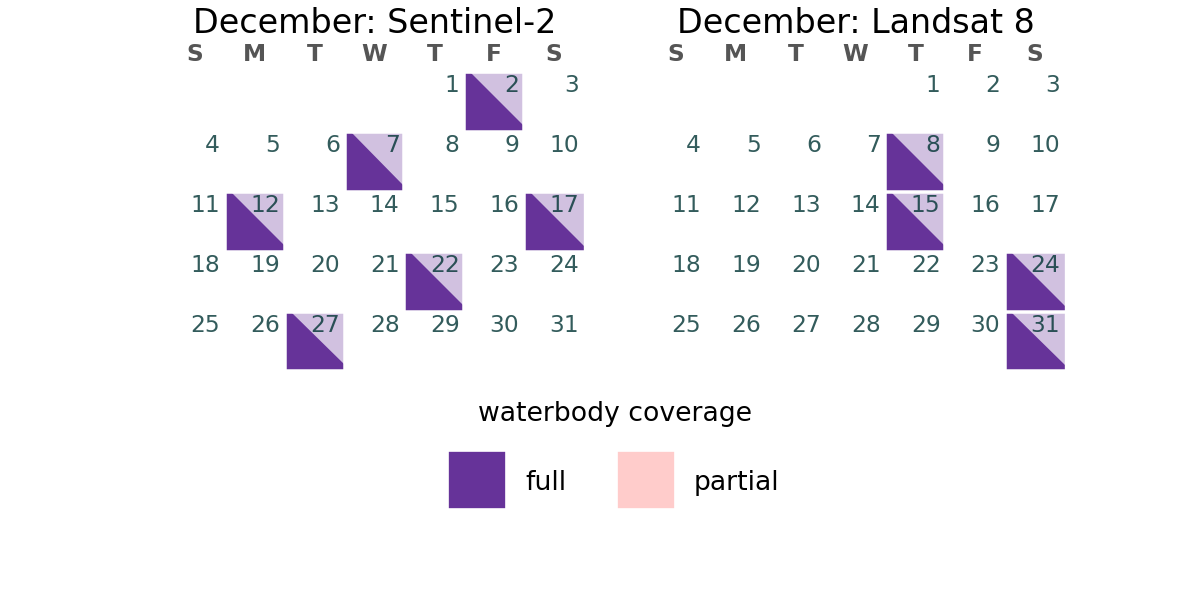 December: Sentinel-2
S M T W T F S
1 2 3
4 5 6 7 8 9 10
11 12 13 14 15 16 17
18 19 20 21 22 23 24
25 26 27 28 29 30 31
December: Landsat 8
S M T W T F S
1 2 3
4 5 6 7 8 9 10
11 12 13 14 15 16 17
18 19 20 21 22 23 24
25 26 27 28 29 30 31
waterbody coverage
full partial